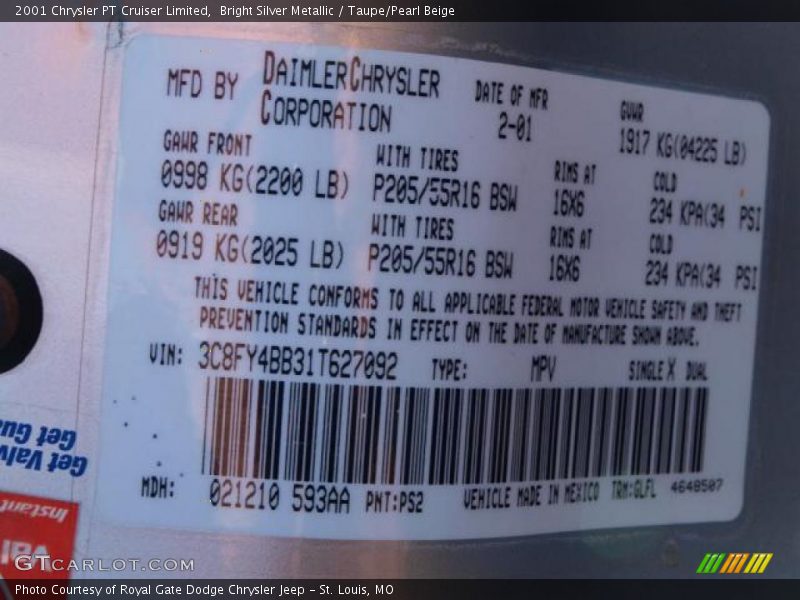 2001 Chrysler PT Cruiser Limited, Bright Silver Metallic / Taupe/Pearl Beige
MFD BY DAIMLERCHRYSLER CORPORATION
DATE OF MFR 2-01
GVWR 1917 KG(04225 LB)
GAWR FRONT WITH TIRES RIMS AT COLD
0998 KG(2200 LB) P205/55R16 BSW 16X6 234 KPA(34 PSI
GAWR REAR WITH TIRES RIMS AT COLD
0919 KG(2025 LB) P205/55R16 BSW 16X6 234 KPA(34 PSI
THIS VEHICLE CONFORMS TO ALL APPLICABLE FEDERAL MOTOR VEHICLE SAFETY AND THEFT
PREVENTION STANDARDS IN EFFECT ON THE DATE OF MANUFACTURE SHOWN ABOVE.
VIN: 3C8FY4BB31T627092 TYPE: MPV SINGLE X DUAL
MDH: 021210 593AA PNT:PS2 VEHICLE MADE IN MEXICO TRM:GLFL 4648507
Get Gua
Get Valv
Instant
GTCARLOT.COM
Photo Courtesy of Royal Gate Dodge Chrysler Jeep - St. Louis, MO